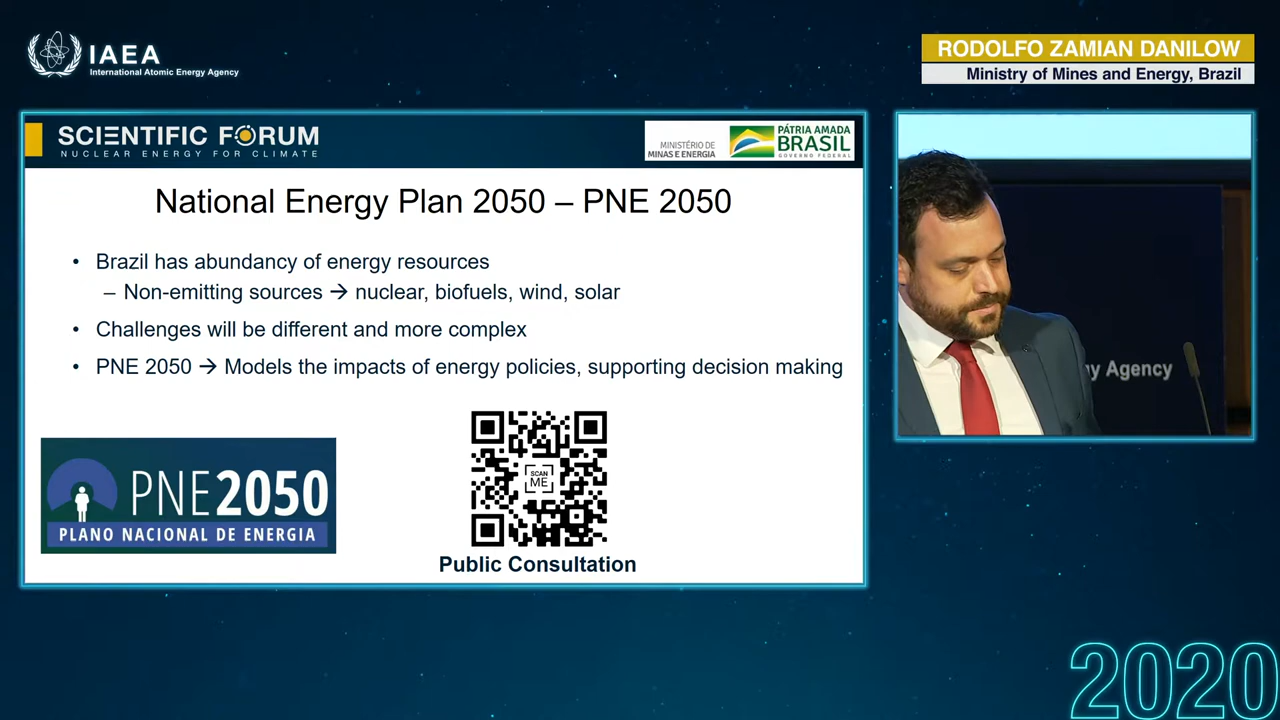 IAEA
International Atomic Energy Agency
RODOLFO ZAMIAN DANILOW
Ministry of Mines and Energy, Brazil
SCIENTIFIC FORUM
NUCLEAR ENERGY FOR CLIMATE
MINISTÉRIO DE
MINAS E ENERGIA
PÁTRIA AMADA
BRASIL
GOVERNO FEDERAL
National Energy Plan 2050 – PNE 2050
• Brazil has abundancy of energy resources
– Non-emitting sources → nuclear, biofuels, wind, solar
• Challenges will be different and more complex
• PNE 2050 → Models the impacts of energy policies, supporting decision making
PNE2050
PLANO NACIONAL DE ENERGIA
SCAN
ME
Public Consultation
Agency
2020